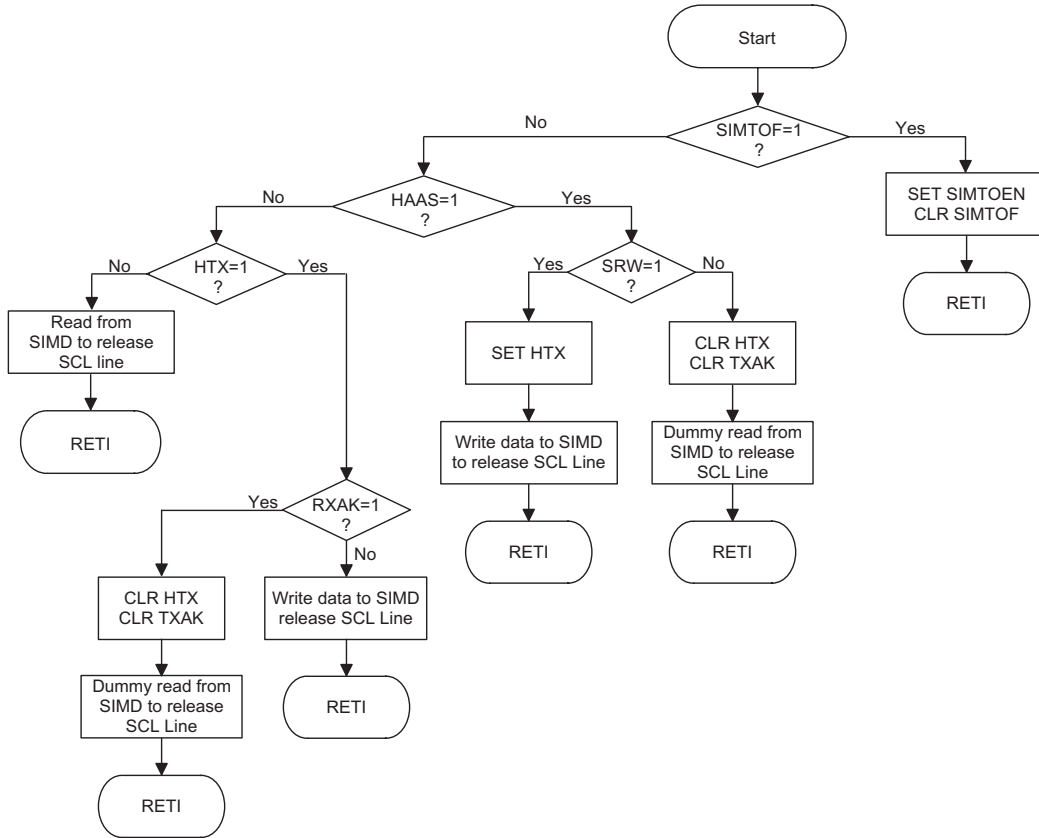 Start
SIMTOF=1
?
No
Yes
SET SIMTOEN
CLR SIMTOF
RETI
HAAS=1
?
No
Yes
HTX=1
?
No
Yes
SRW=1
?
Yes
No
Read from
SIMD to release
SCL line
RETI
SET HTX
CLR HTX
CLR TXAK
Write data to SIMD
to release SCL Line
Dummy read from
SIMD to release
SCL Line
RETI
RETI
RXAK=1
?
Yes
No
CLR HTX
CLR TXAK
Write data to SIMD
release SCL Line
Dummy read from
SIMD to release
SCL Line
RETI
RETI